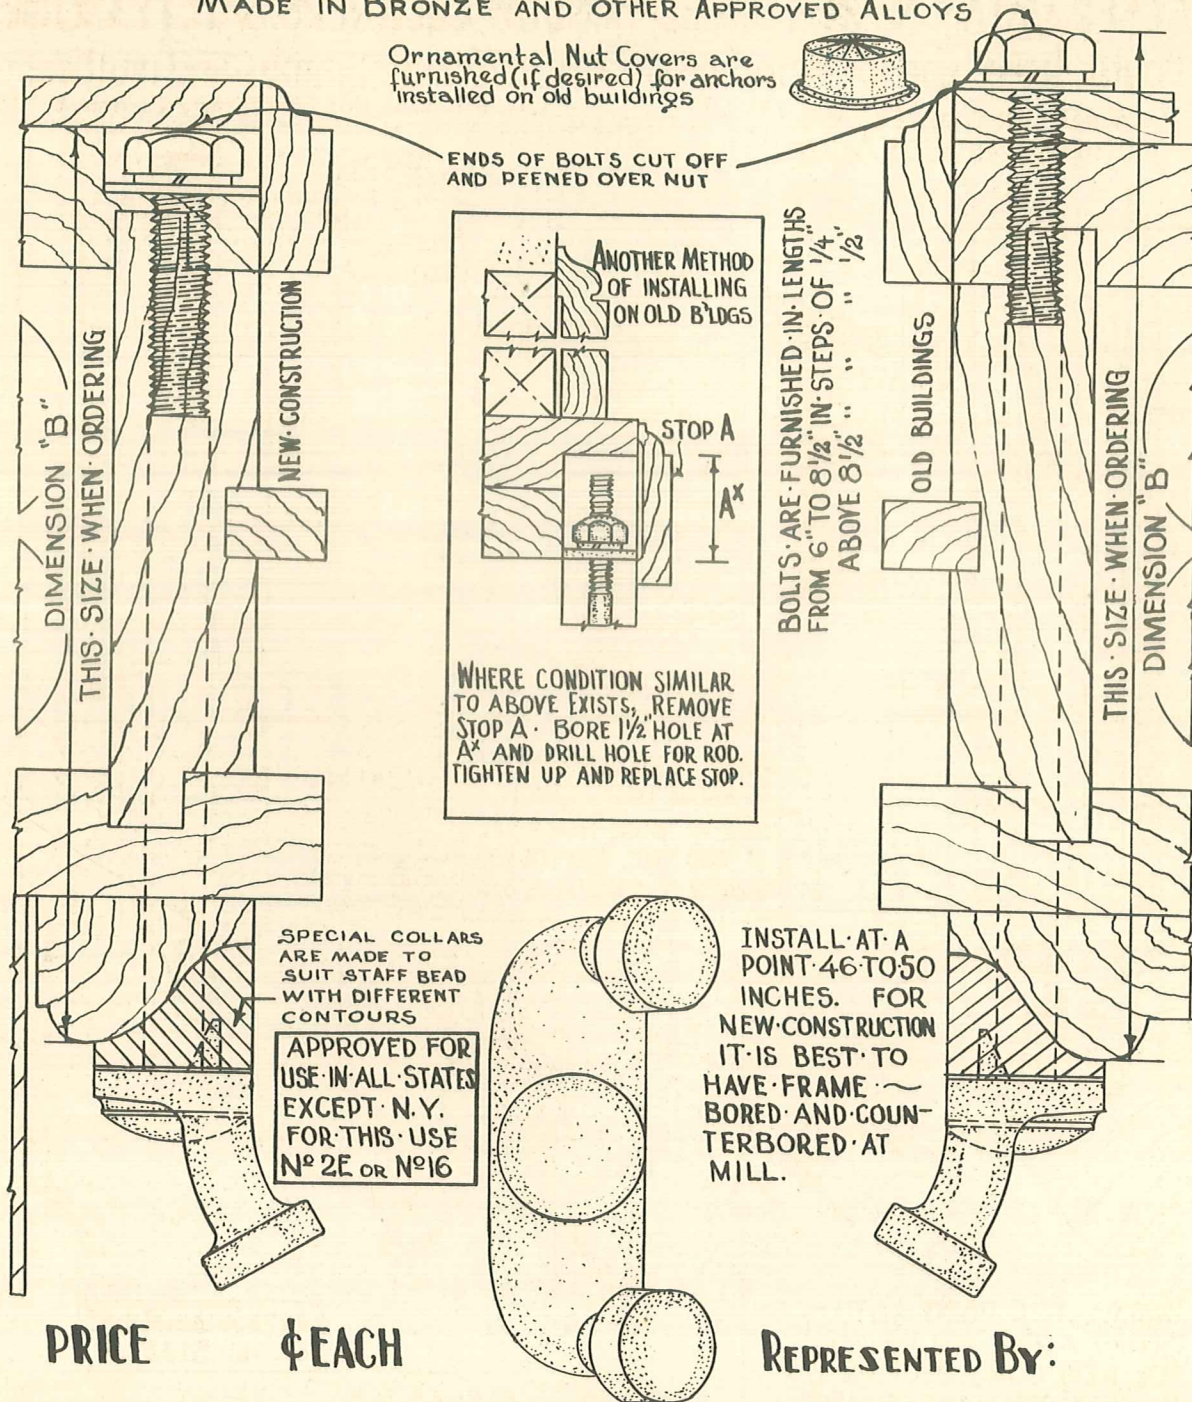 MADE IN BRONZE AND OTHER APPROVED ALLOYS
Ornamental Nut Covers are
furnished (if desired) for anchors
installed on old buildings
ENDS OF BOLTS CUT OFF
AND PEENED OVER NUT
ANOTHER METHOD
OF INSTALLING
ON OLD B'LDGS
STOP A
Aˣ
WHERE CONDITION SIMILAR
TO ABOVE EXISTS, REMOVE
STOP A. BORE 1½" HOLE AT
Aˣ AND DRILL HOLE FOR ROD.
TIGHTEN UP AND REPLACE STOP.
DIMENSION "B"
THIS·SIZE·WHEN·ORDERING
NEW·CONSTRUCTION
BOLTS·ARE·FURNISHED·IN·LENGTHS
FROM 6" TO 8½" IN·STEPS·OF ¼"
ABOVE 8½" " " " ½"
OLD BUILDINGS
THIS·SIZE·WHEN·ORDERING
DIMENSION "B"
SPECIAL COLLARS
ARE MADE TO
SUIT STAFF BEAD
WITH DIFFERENT
CONTOURS
APPROVED FOR
USE·IN·ALL·STATES
EXCEPT·N.Y.
FOR·THIS·USE
Nº 2E OR Nº16
INSTALL·AT·A
POINT·46·TO50
INCHES. FOR
NEW·CONSTRUCTION
IT·IS BEST·TO
HAVE·FRAME·~
BORED·AND·COUN-
TERBORED·AT
MILL.
PRICE ¢ EACH
REPRESENTED BY: